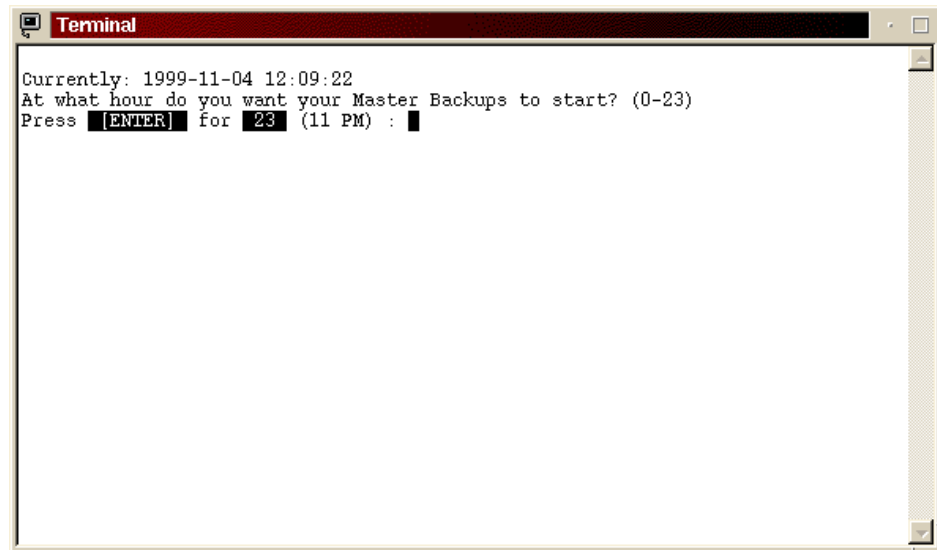 Terminal
Currently: 1999-11-04 12:09:22
At what hour do you want your Master Backups to start? (0-23)
Press [ENTER] for 23 (11 PM) :